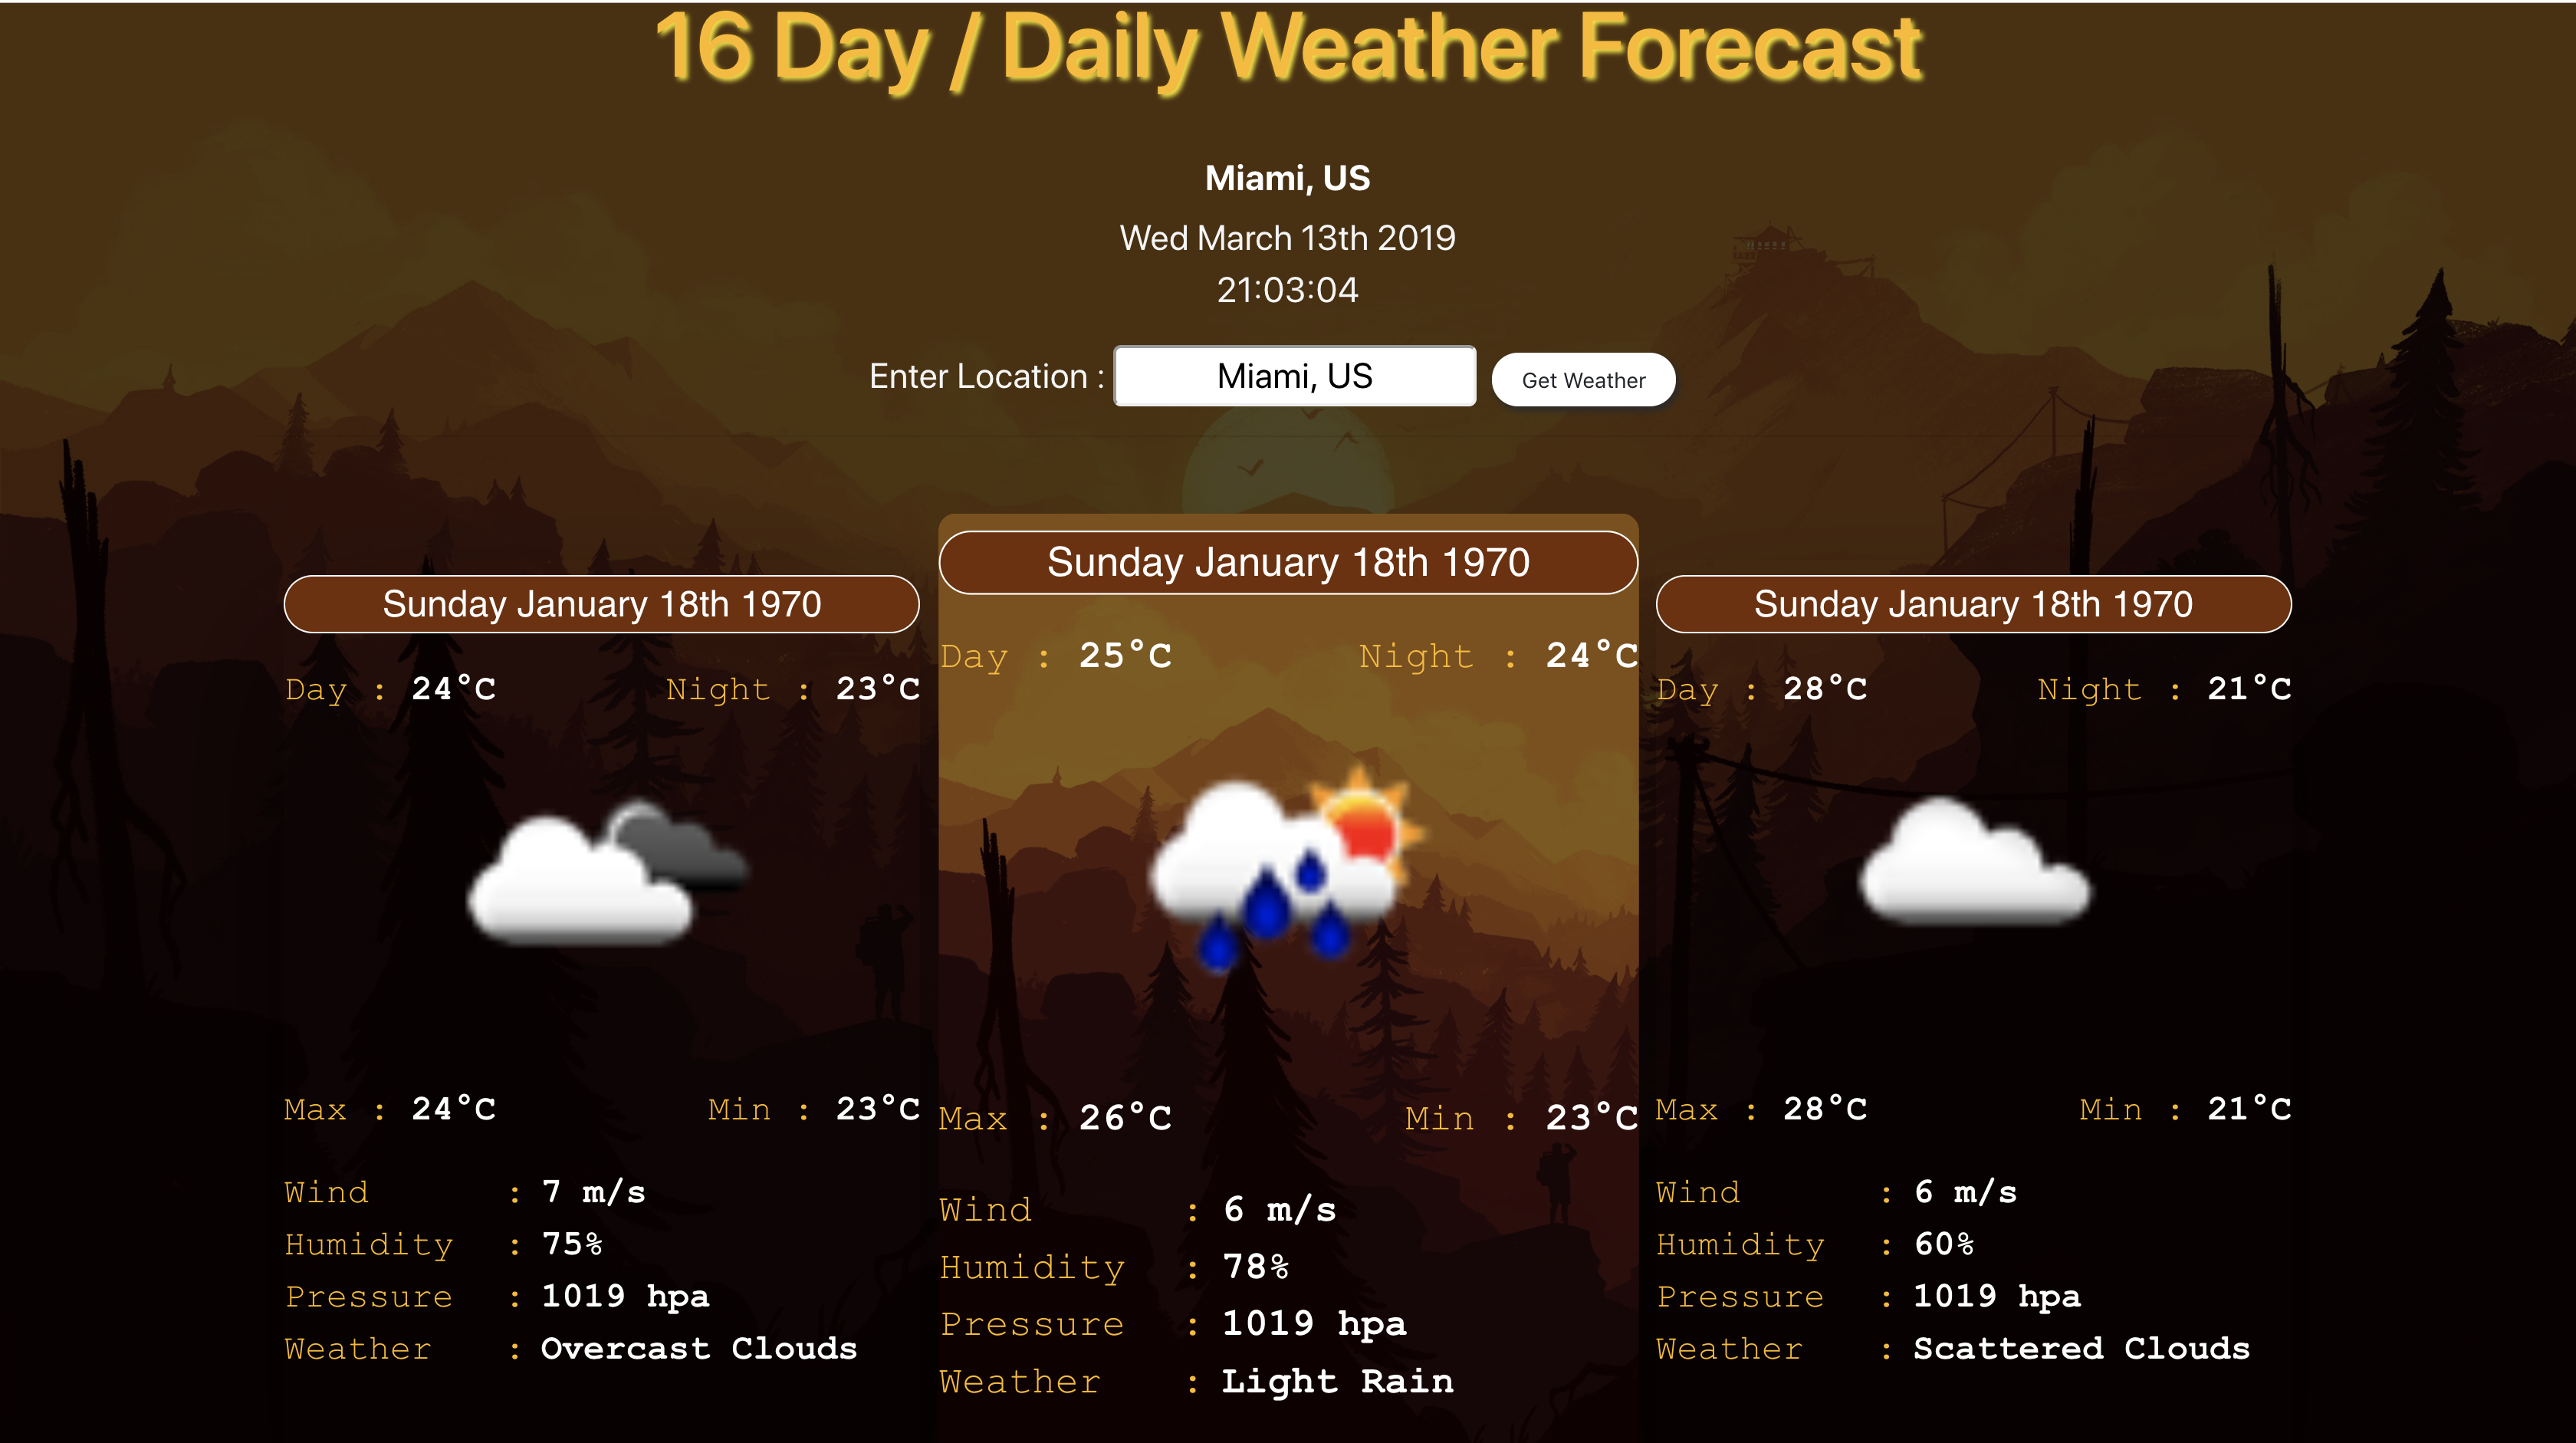 16 Day / Daily Weather Forecast
Miami, US
Wed March 13th 2019
21:03:04
Enter Location : Miami, US Get Weather
Sunday January 18th 1970
Day : 24°C Night : 23°C
Max : 24°C Min : 23°C
Wind : 7 m/s
Humidity : 75%
Pressure : 1019 hpa
Weather : Overcast Clouds
Sunday January 18th 1970
Day : 25°C Night : 24°C
Max : 26°C Min : 23°C
Wind : 6 m/s
Humidity : 78%
Pressure : 1019 hpa
Weather : Light Rain
Sunday January 18th 1970
Day : 28°C Night : 21°C
Max : 28°C Min : 21°C
Wind : 6 m/s
Humidity : 60%
Pressure : 1019 hpa
Weather : Scattered Clouds